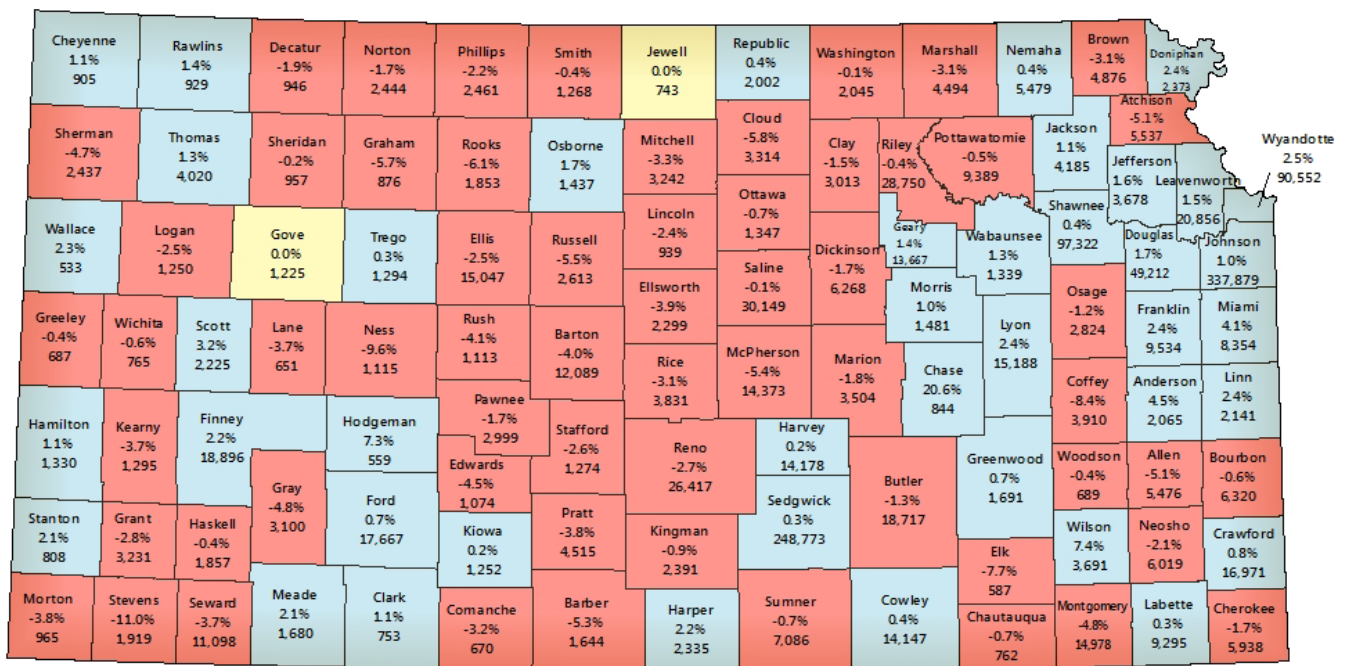 Cheyenne
1.1%
905
Rawlins
1.4%
929
Decatur
-1.9%
946
Norton
-1.7%
2,444
Phillips
-2.2%
2,461
Smith
-0.4%
1,268
Jewell
0.0%
743
Republic
0.4%
2,002
Washington
-0.1%
2,045
Marshall
-3.1%
4,494
Nemaha
0.4%
5,479
Brown
-3.1%
4,876
Doniphan
2.4%
2,373
Atchison
-5.1%
5,537
Sherman
-4.7%
2,437
Thomas
1.3%
4,020
Sheridan
-0.2%
957
Graham
-5.7%
876
Rooks
-6.1%
1,853
Osborne
1.7%
1,437
Mitchell
-3.3%
3,242
Cloud
-5.8%
3,314
Clay
-1.5%
3,013
Riley
-0.4%
28,750
Pottawatomie
-0.5%
9,389
Jackson
1.1%
4,185
Jefferson
1.6%
3,678
Leavenworth
1.5%
20,856
Wyandotte
2.5%
90,552
Wallace
2.3%
533
Logan
-2.5%
1,250
Gove
0.0%
1,225
Trego
0.3%
1,294
Ellis
-2.5%
15,047
Russell
-5.5%
2,613
Lincoln
-2.4%
939
Ottawa
-0.7%
1,347
Saline
-0.1%
30,149
Dickinson
-1.7%
6,268
Geary
1.4%
13,667
Wabaunsee
1.3%
1,339
Shawnee
0.4%
97,322
Douglas
1.7%
49,212
Johnson
1.0%
337,879
Ellsworth
-3.9%
2,299
Morris
1.0%
1,481
Osage
-1.2%
2,824
Franklin
2.4%
9,534
Miami
4.1%
8,354
Greeley
-0.4%
687
Wichita
-0.6%
765
Scott
3.2%
2,225
Lane
-3.7%
651
Ness
-9.6%
1,115
Rush
-4.1%
1,113
Barton
-4.0%
12,089
Rice
-3.1%
3,831
McPherson
-5.4%
14,373
Marion
-1.8%
3,504
Chase
20.6%
844
Lyon
2.4%
15,188
Coffey
-8.4%
3,910
Anderson
4.5%
2,065
Linn
2.4%
2,141
Hamilton
1.1%
1,330
Kearny
-3.7%
1,295
Finney
2.2%
18,896
Hodgeman
7.3%
559
Pawnee
-1.7%
2,999
Stafford
-2.6%
1,274
Reno
-2.7%
26,417
Harvey
0.2%
14,178
Butler
-1.3%
18,717
Greenwood
0.7%
1,691
Woodson
-0.4%
689
Allen
-5.1%
5,476
Bourbon
-0.6%
6,320
Gray
-4.8%
3,100
Ford
0.7%
17,667
Edwards
-4.5%
1,074
Kiowa
0.2%
1,252
Pratt
-3.8%
4,515
Kingman
-0.9%
2,391
Sedgwick
0.3%
248,773
Wilson
7.4%
3,691
Neosho
-2.1%
6,019
Crawford
0.8%
16,971
Stanton
2.1%
808
Grant
-2.8%
3,231
Haskell
-0.4%
1,857
Elk
-7.7%
587
Morton
-3.8%
965
Stevens
-11.0%
1,919
Seward
-3.7%
11,098
Meade
2.1%
1,680
Clark
1.1%
753
Comanche
-3.2%
670
Barber
-5.3%
1,644
Harper
2.2%
2,335
Sumner
-0.7%
7,086
Cowley
0.4%
14,147
Chautauqua
-0.7%
762
Montgomery
-4.8%
14,978
Labette
0.3%
9,295
Cherokee
-1.7%
5,938